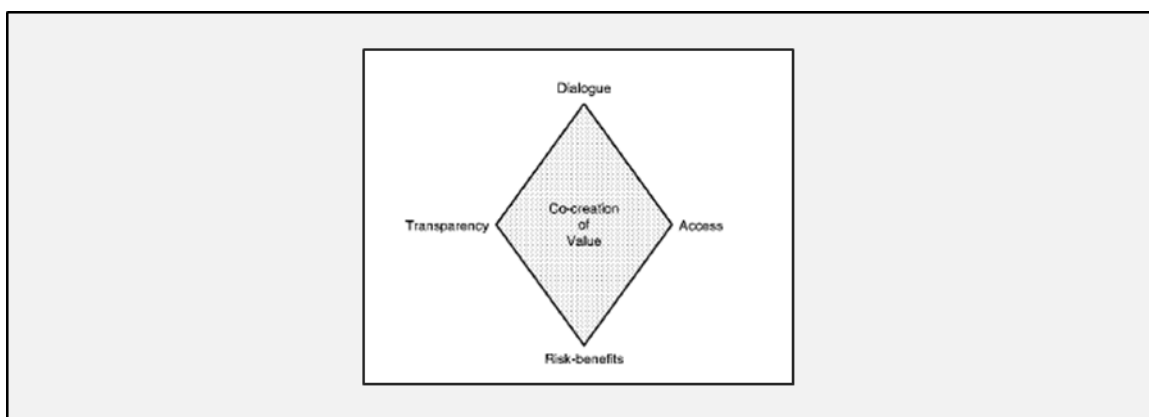 Dialogue
Co-creation
of
Value
Transparency
Access
Risk-benefits